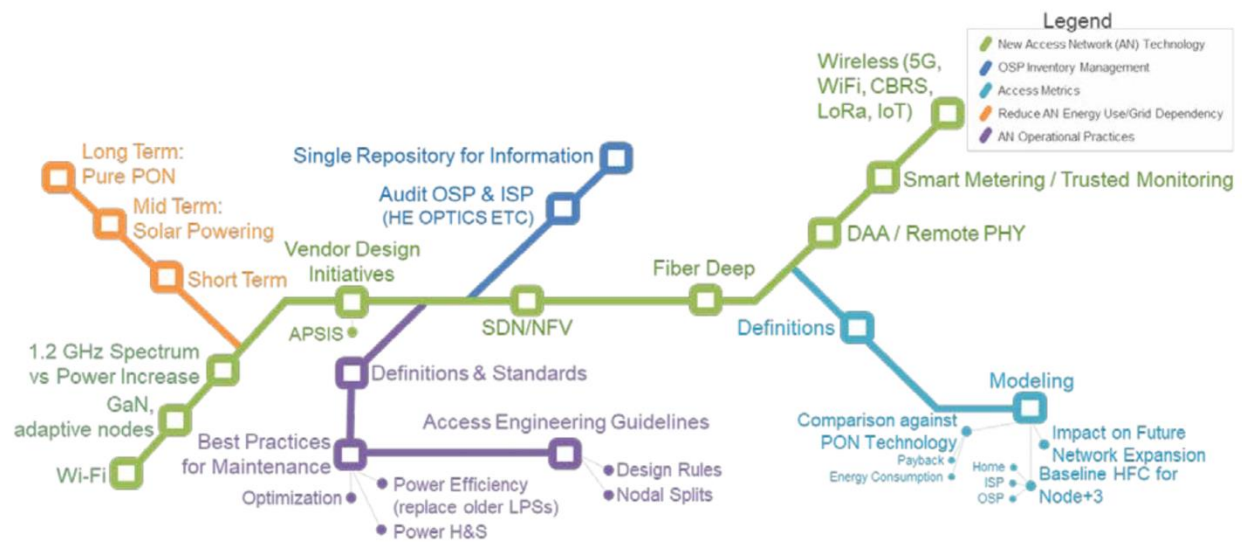 Legend
New Access Network (AN) Technology
OSP Inventory Management
Access Metrics
Reduce AN Energy Use/Grid Dependency
AN Operational Practices
Wireless (5G,
WiFi, CBRS,
LoRa, IoT)
Smart Metering / Trusted Monitoring
DAA / Remote PHY
Single Repository for Information
Audit OSP & ISP
(HE OPTICS ETC)
Long Term:
Pure PON
Mid Term:
Solar Powering
Short Term
Vendor Design
Initiatives
APSIS
SDN/NFV
Fiber Deep
1.2 GHz Spectrum
vs Power Increase
GaN,
adaptive nodes
Wi-Fi
Definitions & Standards
Best Practices
for Maintenance
Optimization
Power Efficiency
(replace older LPSs)
Power H&S
Access Engineering Guidelines
Design Rules
Nodal Splits
Definitions
Modeling
Comparison against
PON Technology
Payback
Energy Consumption
Impact on Future
Network Expansion
Baseline HFC for
Node+3
Home
ISP
OSP